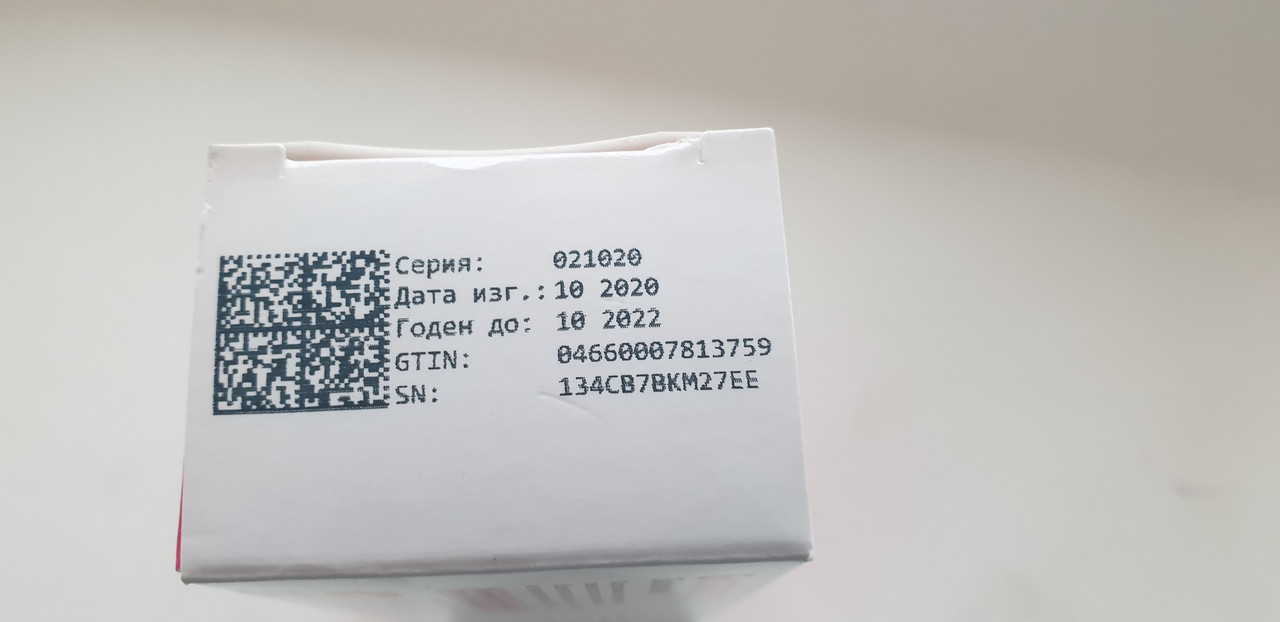 Серия: 021020
Дата изг.: 10 2020
Годен до: 10 2022
GTIN: 04660007813759
SN: 134CB7BKM27EE